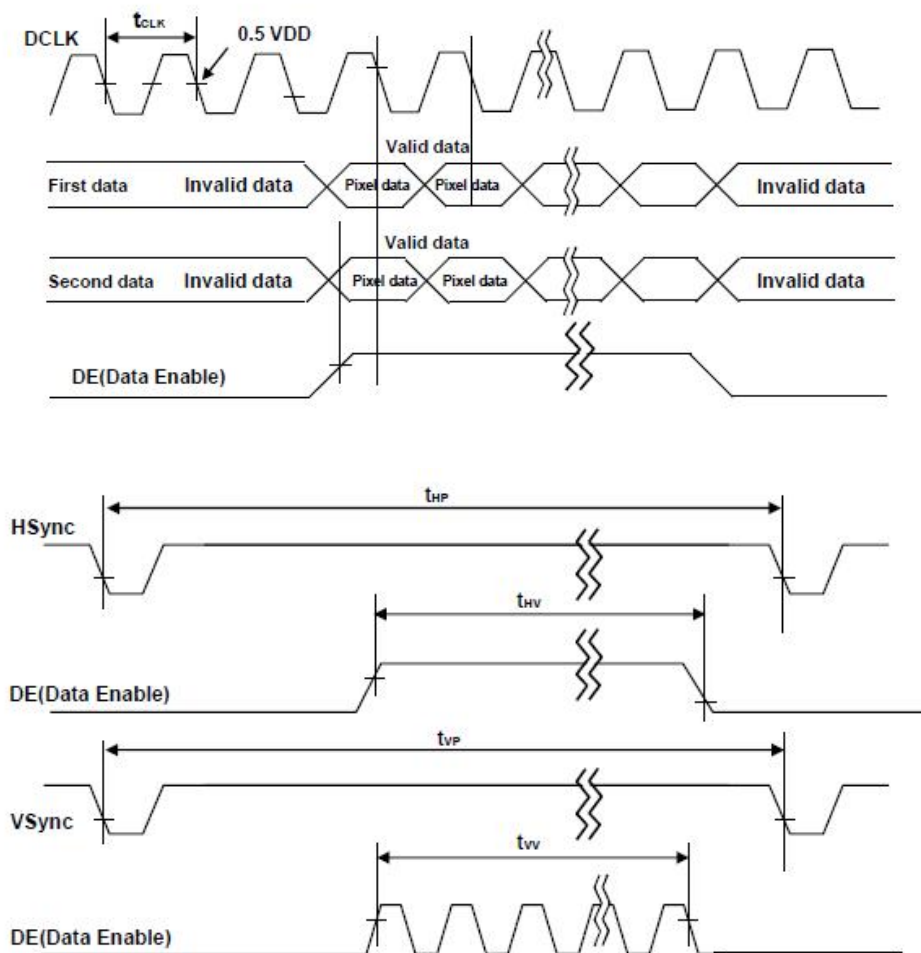 tCLK
DCLK
0.5 VDD
Valid data
First data Invalid data Pixel data Pixel data Invalid data
Valid data
Second data Invalid data Pixel data Pixel data Invalid data
DE(Data Enable)
tHP
HSync
tHV
DE(Data Enable)
tVP
VSync
tVV
DE(Data Enable)